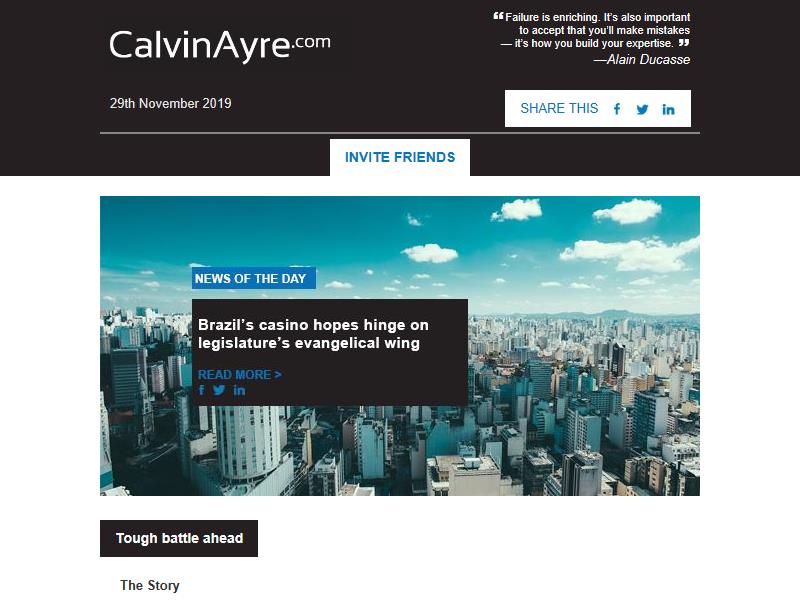 CalvinAyre.com
“Failure is enriching. It’s also important
to accept that you’ll make mistakes
— it’s how you build your expertise. ”
—Alain Ducasse
29th November 2019
SHARE THIS
INVITE FRIENDS
NEWS OF THE DAY
Brazil’s casino hopes hinge on
legislature’s evangelical wing
READ MORE >
Tough battle ahead
The Story